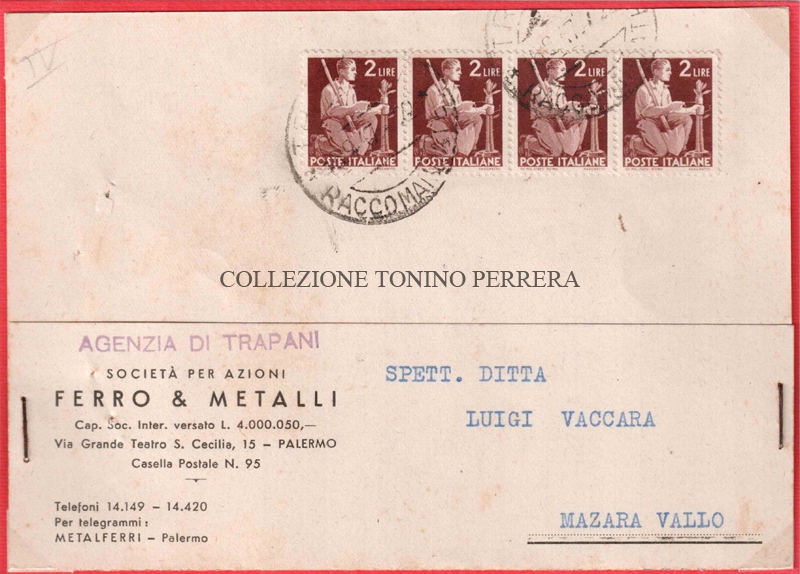 IV
2 LIRE 2 LIRE 2 LIRE 2 LIRE
POSTE ITALIANE POSTE ITALIANE POSTE ITALIANE POSTE ITALIANE
COLLEZIONE TONINO PERRERA
AGENZIA DI TRAPANI
SOCIETÀ PER AZIONI
FERRO & METALLI
Cap. Soc. Inter. versato L. 4.000.050,—
Via Grande Teatro S. Cecilia, 15 – PALERMO
Casella Postale N. 95
Telefoni 14.149 – 14.420
Per telegrammi:
METALFERRI – Palermo
SPETT. DITTA
LUIGI VACCARA
MAZARA VALLO